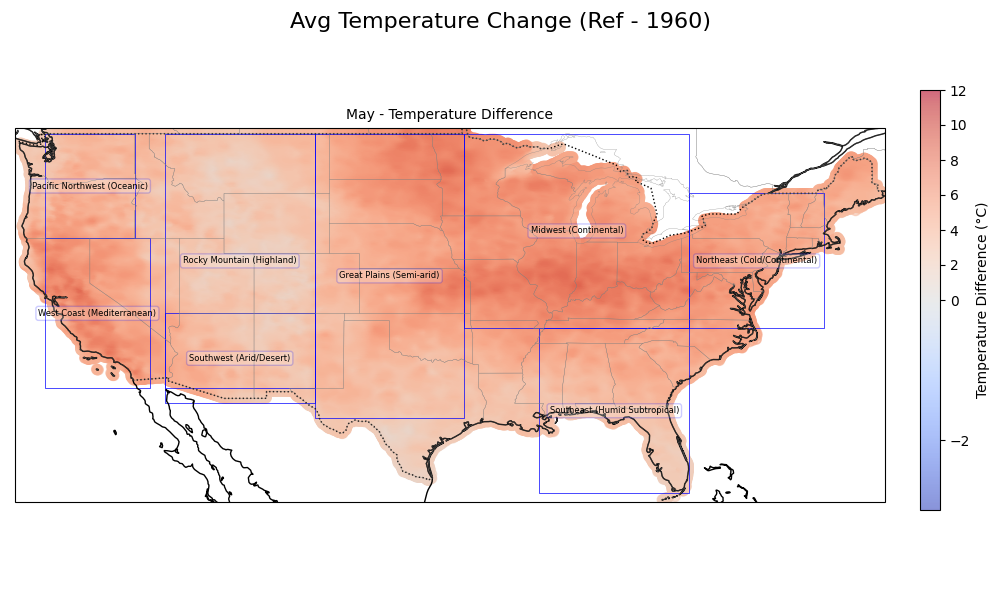 Avg Temperature Change (Ref - 1960)
May - Temperature Difference
Pacific Northwest (Oceanic)
Midwest (Continental)
Rocky Mountain (Highland)
Northeast (Cold/Continental)
Great Plains (Semi-arid)
West Coast (Mediterranean)
Southwest (Arid/Desert)
Southeast (Humid Subtropical)
12
10
8
6
4
2
0
−2
Temperature Difference (°C)